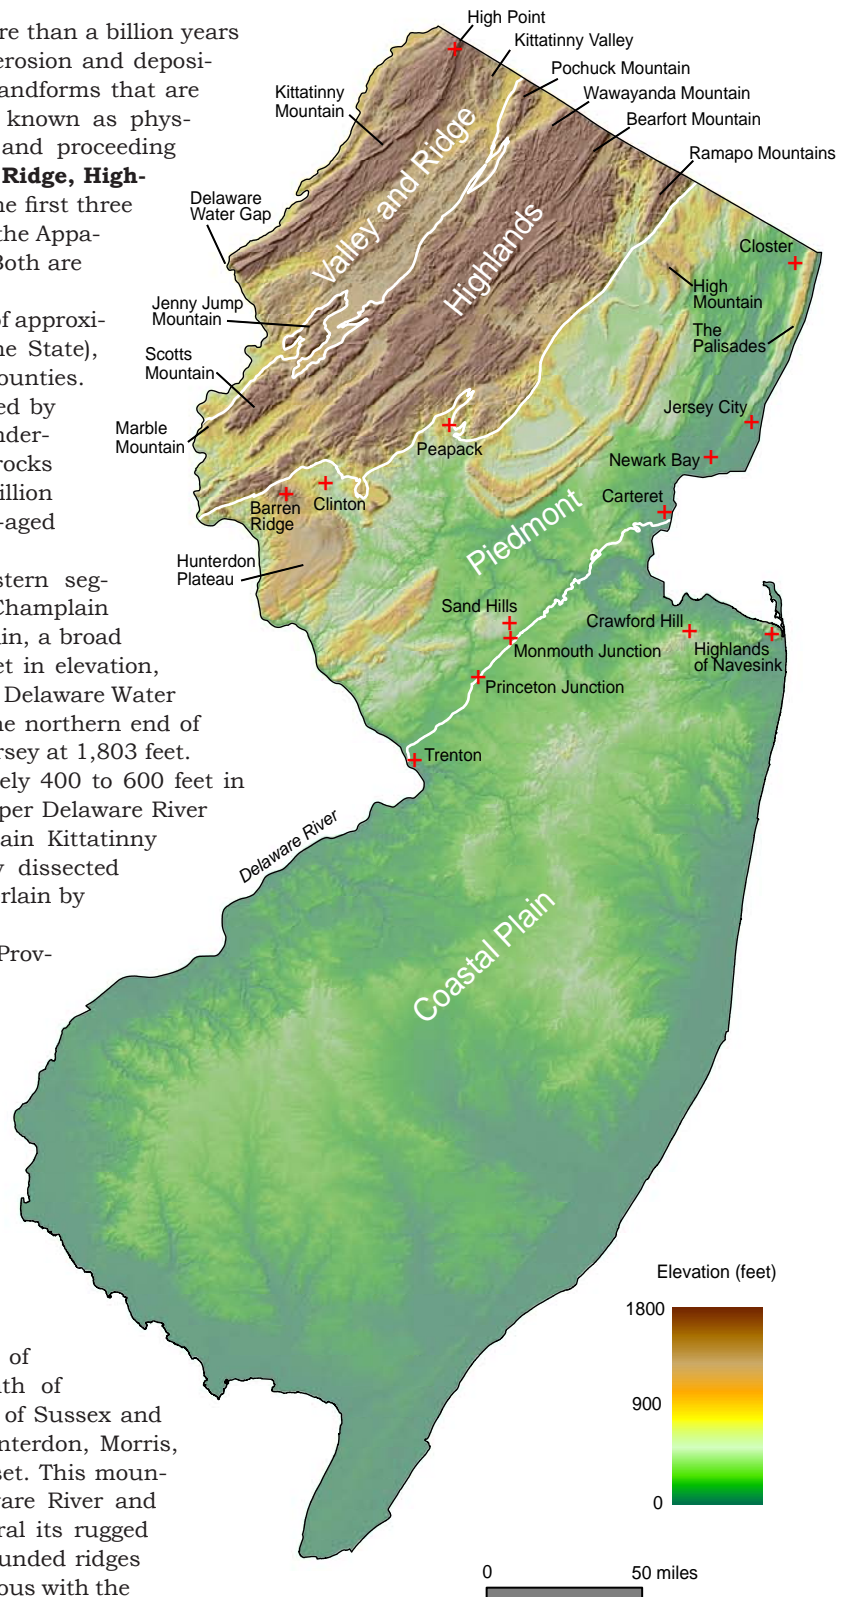 re than a billion years
erosion and deposi-
andforms that are
known as phys-
and proceeding
Ridge, High-
ne first three
the Appa-
Both are
of approxi-
ne State),
ounties.
ed by
nder-
rocks
illion
-aged
stern seg-
Champlain
in, a broad
et in elevation,
Delaware Water
ne northern end of
rsey at 1,803 feet.
ely 400 to 600 feet in
per Delaware River
ain Kittatinny
y dissected
rlain by
Prov-
of
th of
of Sussex and
nterdon, Morris,
set. This moun-
are River and
ral its rugged
unded ridges
ous with the
High Point
Kittatinny Valley
Pochuck Mountain
Wawayanda Mountain
Bearfort Mountain
Ramapo Mountains
Kittatinny
Mountain
Delaware
Water Gap
Valley and Ridge
Highlands
Closter
High
Mountain
The
Palisades
Jenny Jump
Mountain
Scotts
Mountain
Marble
Mountain
Jersey City
Peapack
Newark Bay
Carteret
Barren
Ridge
Clinton
Piedmont
Hunterdon
Plateau
Sand Hills
Crawford Hill
Monmouth Junction
Highlands
of Navesink
Princeton Junction
Trenton
Delaware River
Coastal Plain
Elevation (feet)
1800
900
0
0 50 miles